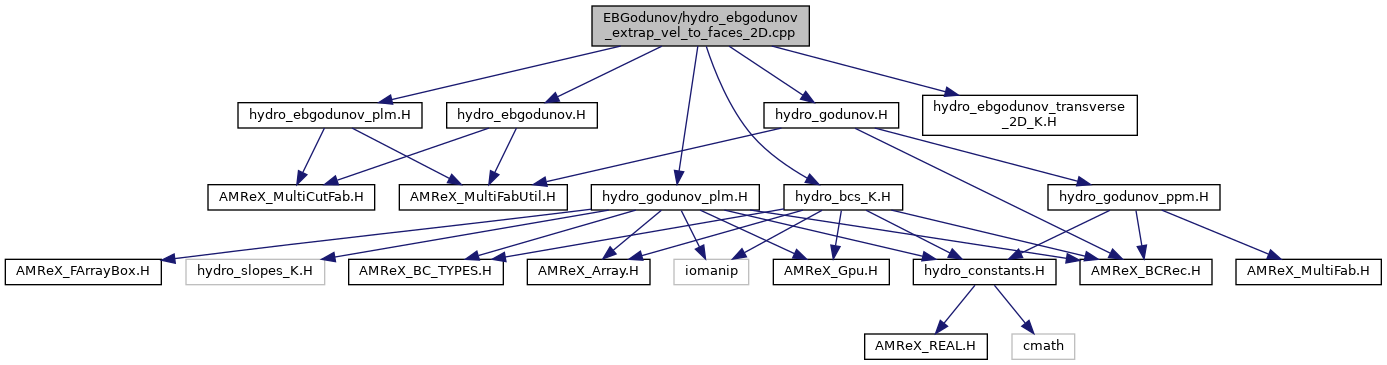 EBGodunov/hydro_ebgodunov
_extrap_vel_to_faces_2D.cpp
hydro_ebgodunov_plm.H
hydro_ebgodunov.H
hydro_godunov.H
hydro_ebgodunov_transverse
_2D_K.H
AMReX_MultiCutFab.H
AMReX_MultiFabUtil.H
hydro_godunov_plm.H
hydro_bcs_K.H
hydro_godunov_ppm.H
AMReX_FArrayBox.H
hydro_slopes_K.H
AMReX_BC_TYPES.H
AMReX_Array.H
iomanip
AMReX_Gpu.H
hydro_constants.H
AMReX_BCRec.H
AMReX_MultiFab.H
AMReX_REAL.H
cmath